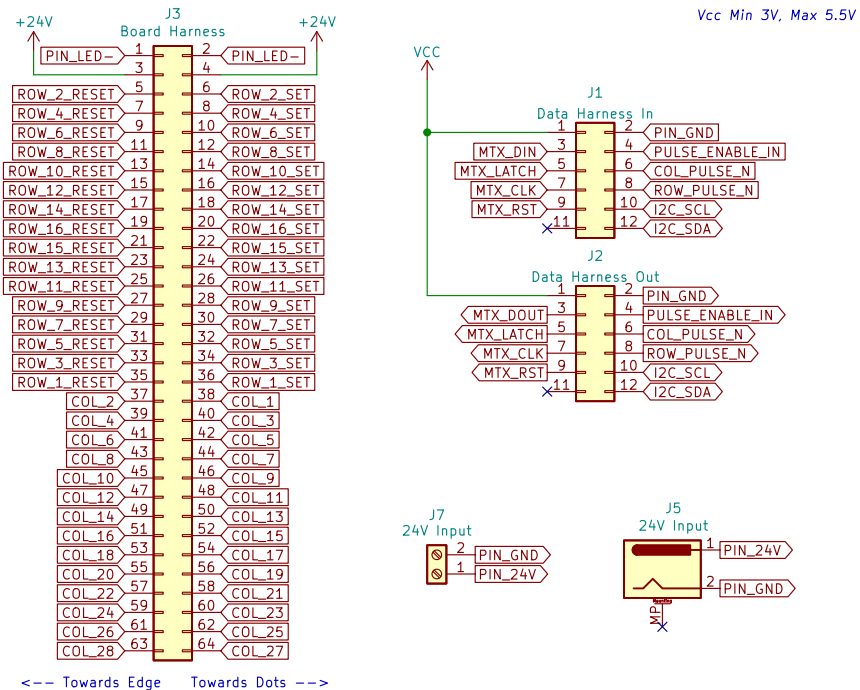 Vcc Min 3V, Max 5.5V
+24V J3 +24V
Board Harness
PIN_LED- 1 2 PIN_LED-
3 4
ROW_2_RESET 5 6 ROW_2_SET
ROW_4_RESET 7 8 ROW_4_SET
ROW_6_RESET 9 10 ROW_6_SET
ROW_8_RESET 11 12 ROW_8_SET
ROW_10_RESET 13 14 ROW_10_SET
ROW_12_RESET 15 16 ROW_12_SET
ROW_14_RESET 17 18 ROW_14_SET
ROW_16_RESET 19 20 ROW_16_SET
ROW_15_RESET 21 22 ROW_15_SET
ROW_13_RESET 23 24 ROW_13_SET
ROW_11_RESET 25 26 ROW_11_SET
ROW_9_RESET 27 28 ROW_9_SET
ROW_7_RESET 29 30 ROW_7_SET
ROW_5_RESET 31 32 ROW_5_SET
ROW_3_RESET 33 34 ROW_3_SET
ROW_1_RESET 35 36 ROW_1_SET
COL_2 37 38 COL_1
COL_4 39 40 COL_3
COL_6 41 42 COL_5
COL_8 43 44 COL_7
COL_10 45 46 COL_9
COL_12 47 48 COL_11
COL_14 49 50 COL_13
COL_16 51 52 COL_15
COL_18 53 54 COL_17
COL_20 55 56 COL_19
COL_22 57 58 COL_21
COL_24 59 60 COL_23
COL_26 61 62 COL_25
COL_28 63 64 COL_27
<-- Towards Edge Towards Dots -->
VCC
J1
Data Harness In
1 2 PIN_GND
MTX_DIN 3 4 PULSE_ENABLE_IN
MTX_LATCH 5 6 COL_PULSE_N
MTX_CLK 7 8 ROW_PULSE_N
MTX_RST 9 10 I2C_SCL
11 12 I2C_SDA
J2
Data Harness Out
1 2 PIN_GND
MTX_DOUT 3 4 PULSE_ENABLE_IN
MTX_LATCH 5 6 COL_PULSE_N
MTX_CLK 7 8 ROW_PULSE_N
MTX_RST 9 10 I2C_SCL
11 12 I2C_SDA
J7
24V Input
2 PIN_GND
1 PIN_24V
J5
24V Input
1 PIN_24V
2 PIN_GND
MP